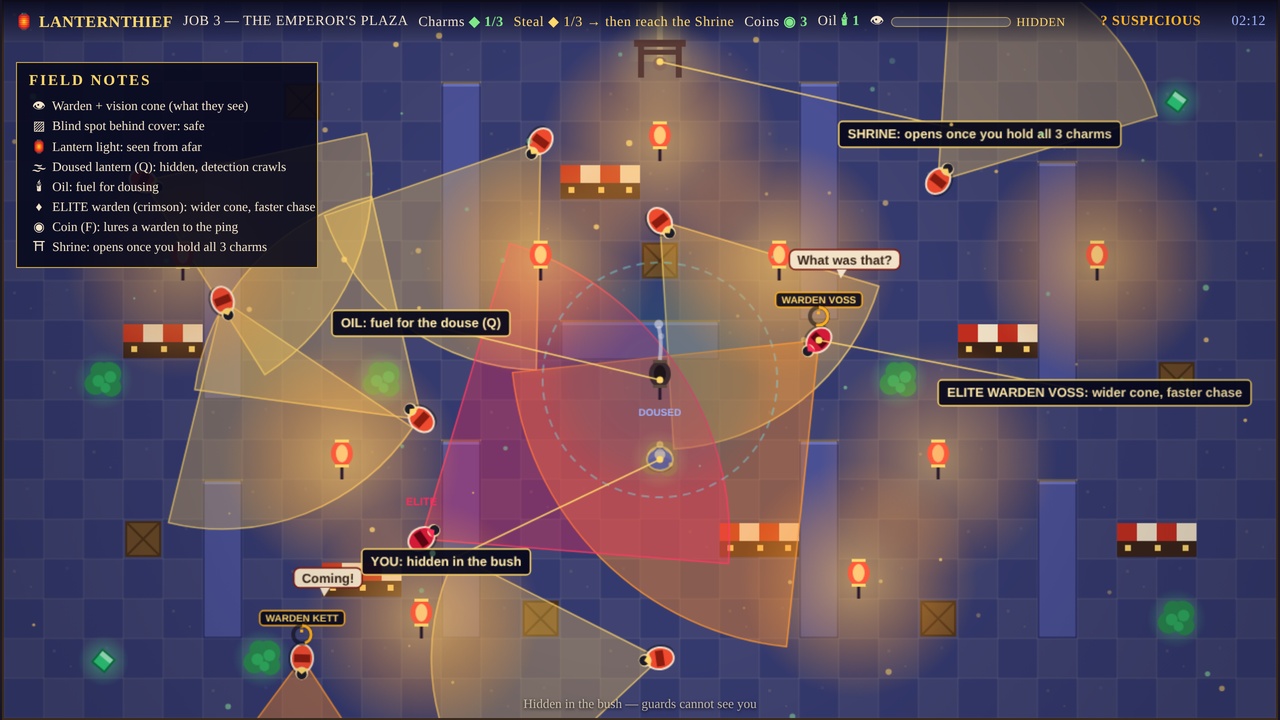 LANTERNTHIEF JOB 3 — THE EMPEROR'S PLAZA Charms ◆ 1/3 Steal ◆ 1/3 → then reach the Shrine Coins ◉ 3 Oil 🕯 1 HIDDEN ? SUSPICIOUS 02:12
FIELD NOTES
Warden + vision cone (what they see)
Blind spot behind cover: safe
Lantern light: seen from afar
Doused lantern (Q): hidden, detection crawls
Oil: fuel for dousing
ELITE warden (crimson): wider cone, faster chase
Coin (F): lures a warden to the ping
Shrine: opens once you hold all 3 charms
SHRINE: opens once you hold all 3 charms
What was that?
WARDEN VOSS
OIL: fuel for the douse (Q)
ELITE WARDEN VOSS: wider cone, faster chase
DOUSED
ELITE
YOU: hidden in the bush
Coming!
WARDEN KETT
Hidden in the bush — guards cannot see you